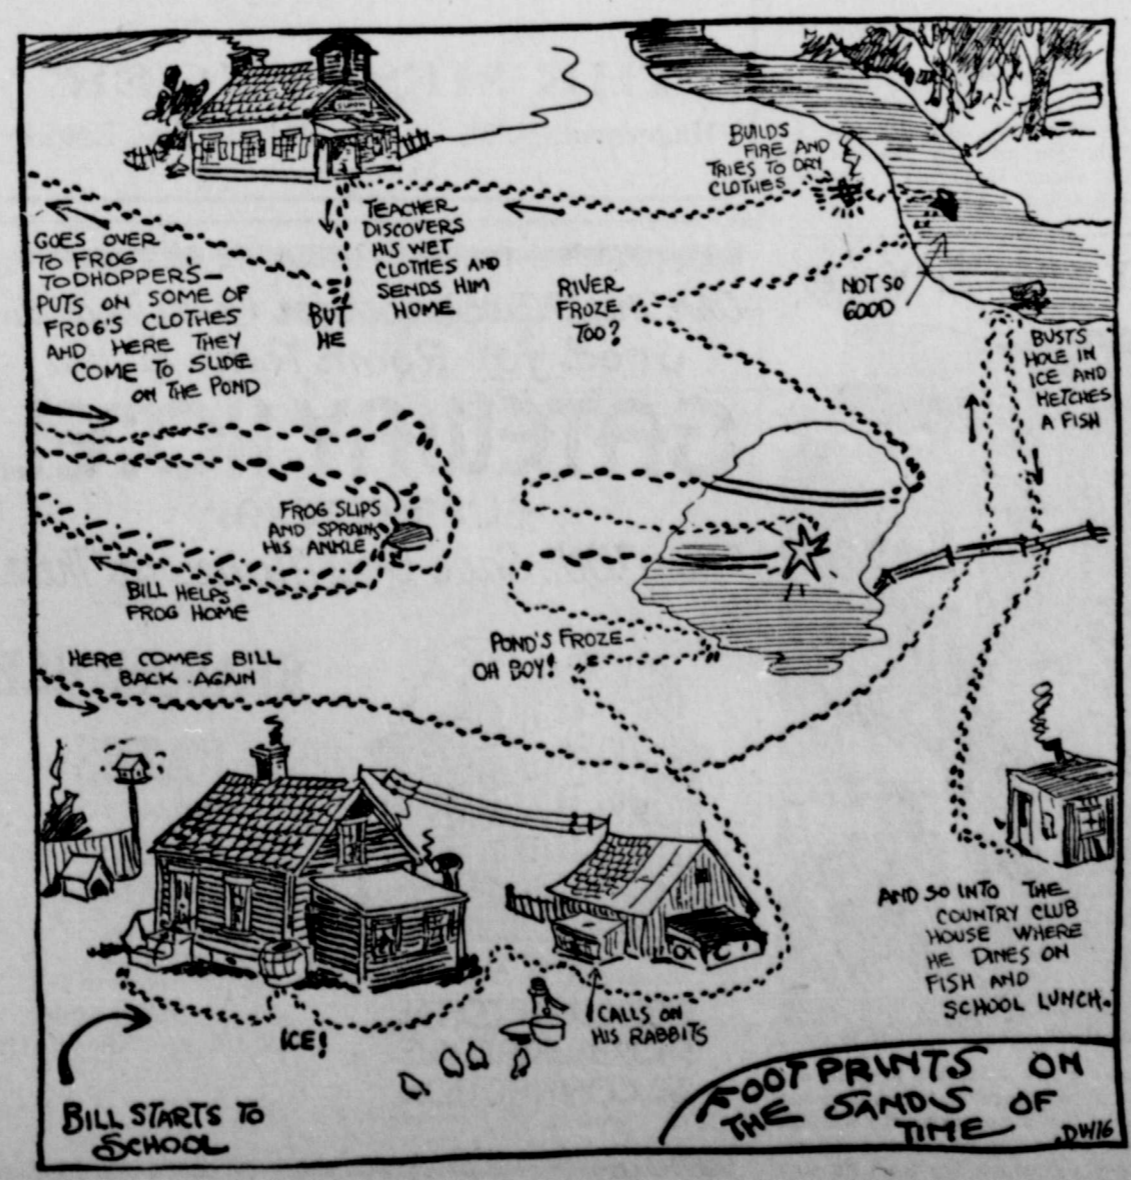 BILL STARTS TO
SCHOOL
ICE!
CALLS ON
HIS RABBITS
POND'S FROZE-
OH BOY!
RIVER
FROZE
TOO?
NOT SO
GOOD
BUILDS
FIRE AND
TRIES TO DRY
CLOTHES
TEACHER
DISCOVERS
HIS WET
CLOTHES AND
SENDS HIM
HOME
BUT
HE
GOES OVER
TO FROG
TODHOPPERS-
PUTS ON SOME OF
FROG'S CLOTHES
AND HERE THEY
COME TO SLIDE
ON THE POND
FROG SLIPS
AND SPRAINS
HIS ANKLE
BILL HELPS
FROG HOME
HERE COMES BILL
BACK AGAIN
BUSTS
HOLE IN
ICE AND
KETCHES
A FISH
AND SO INTO THE
COUNTRY CLUB
HOUSE WHERE
HE DINES ON
FISH AND
SCHOOL LUNCH.
FOOTPRINTS ON
THE SANDS OF
TIME